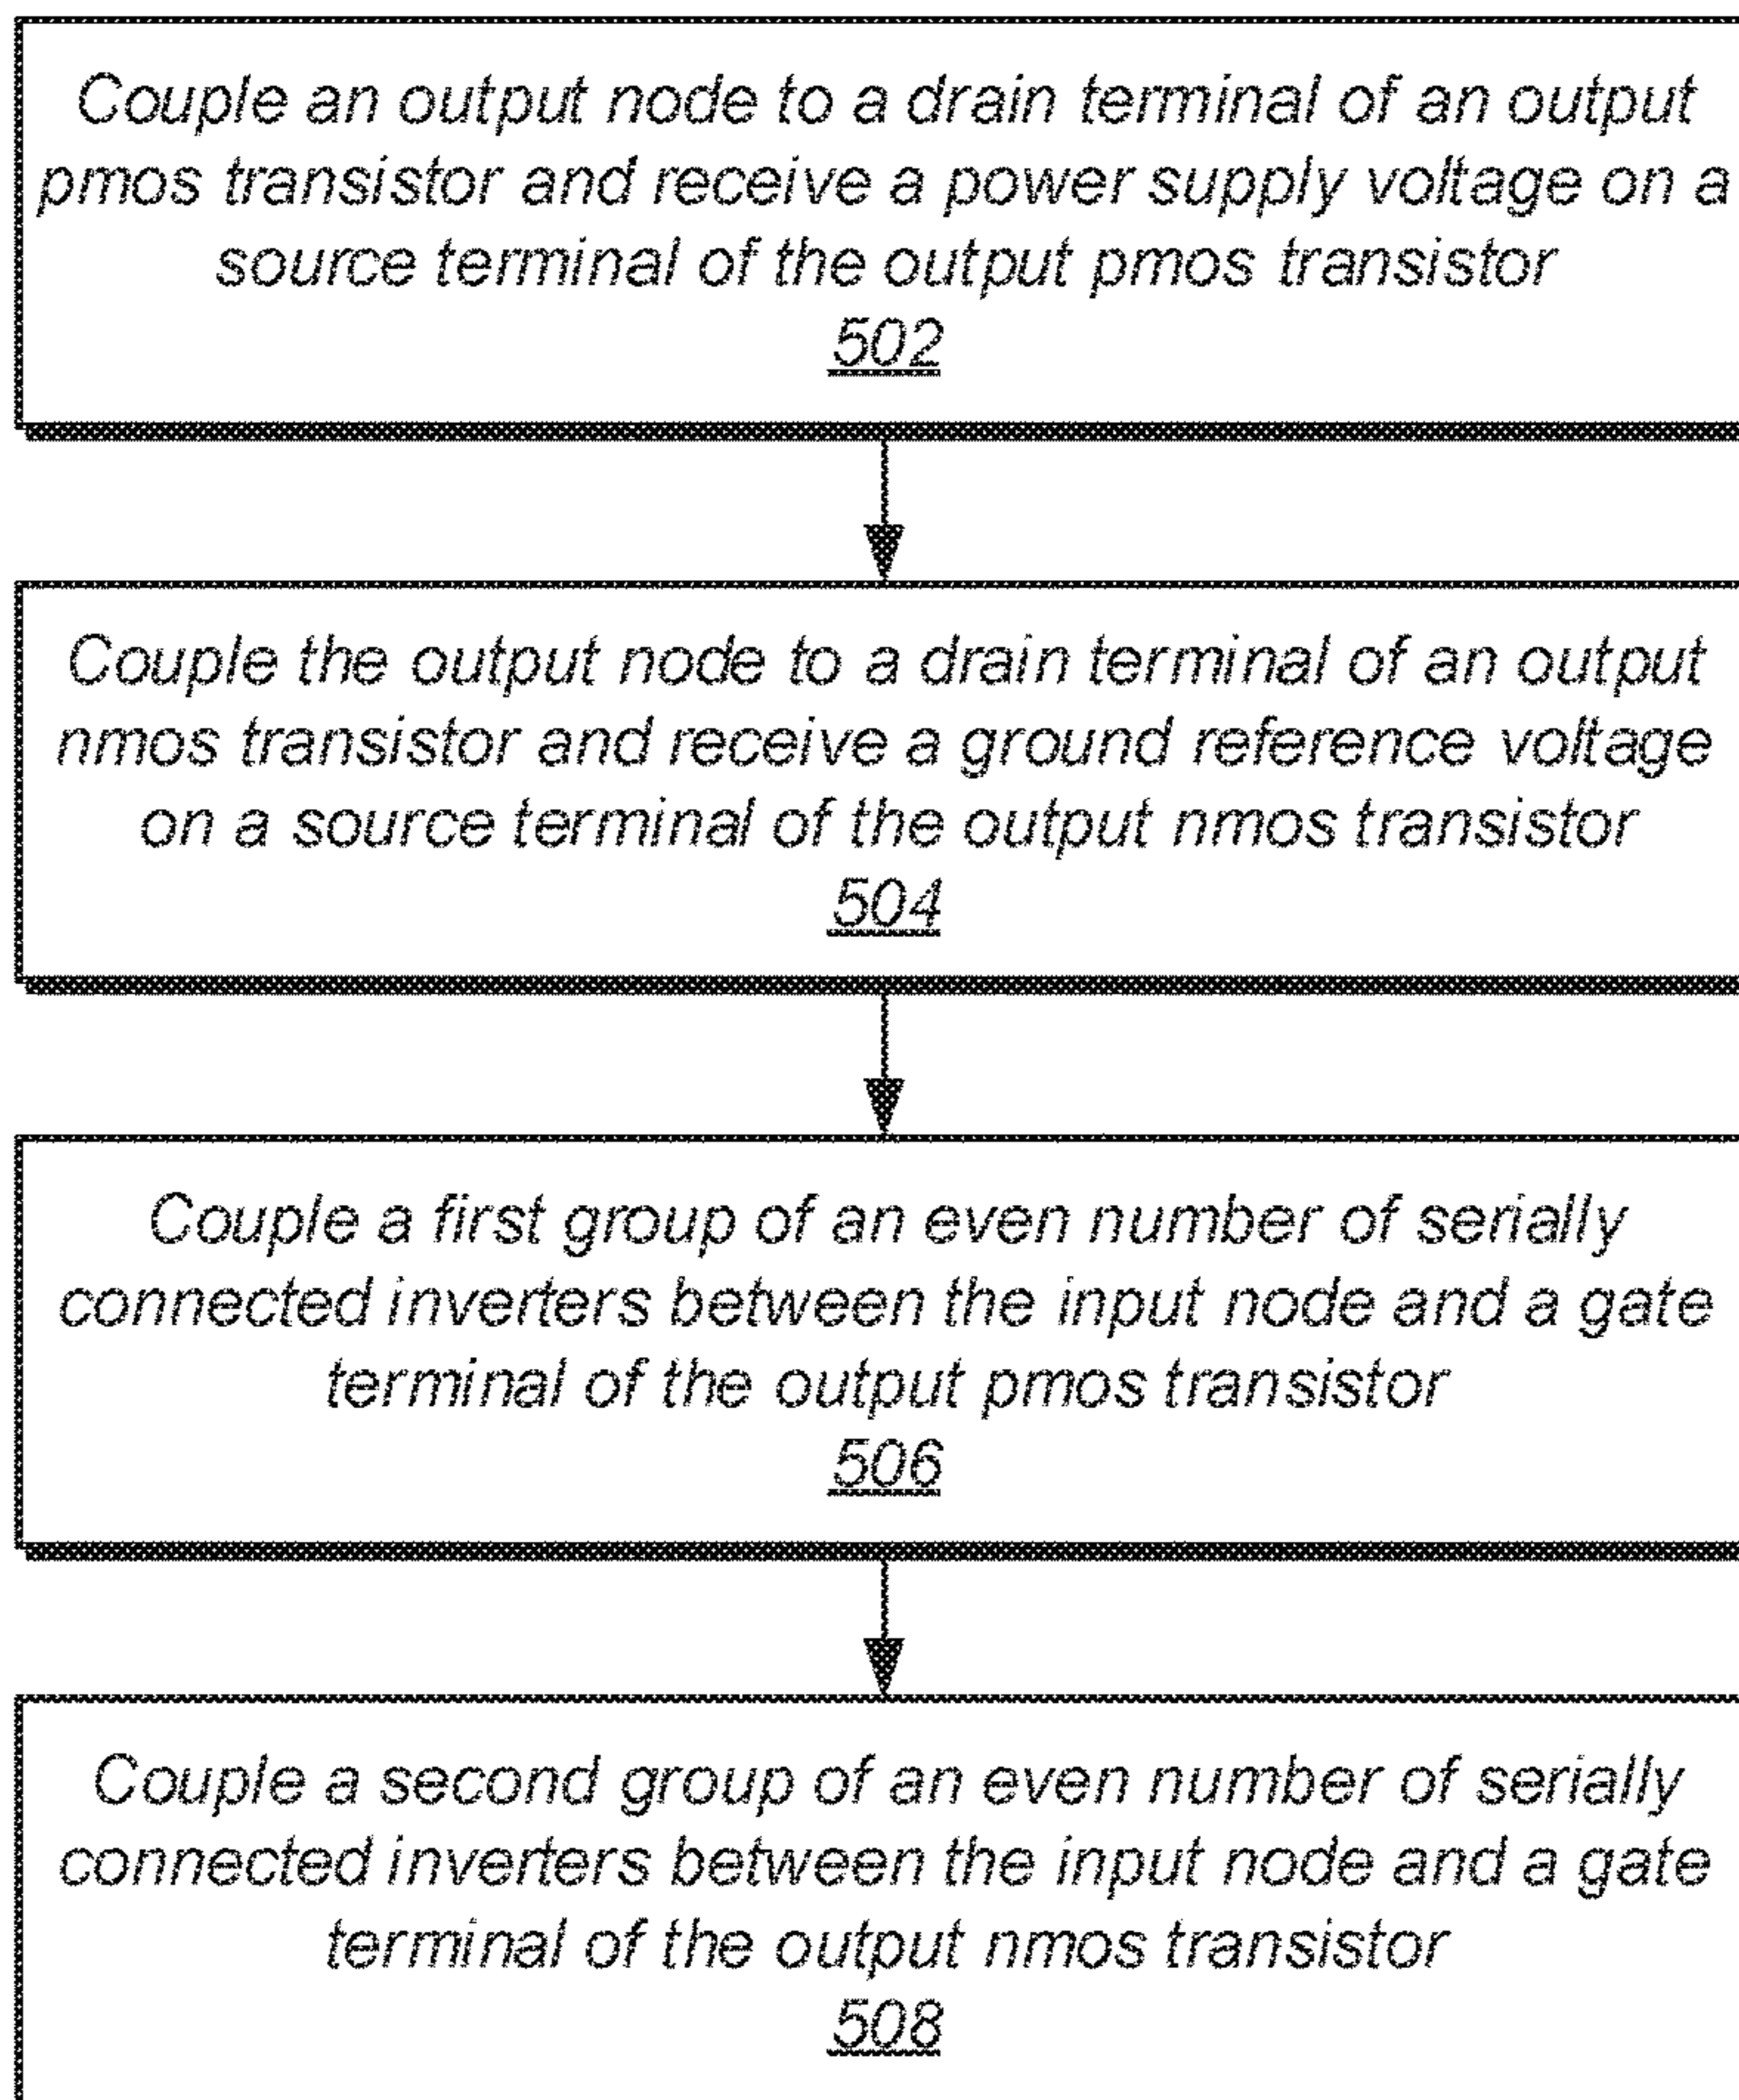 Couple an output node to a drain terminal of an output
pmos transistor and receive a power supply voltage on a
source terminal of the output pmos transistor
502
Couple the output node to a drain terminal of an output
nmos transistor and receive a ground reference voltage
on a source terminal of the output nmos transistor
504
Couple a first group of an even number of serially
connected inverters between the input node and a gate
terminal of the output pmos transistor
506
Couple a second group of an even number of serially
connected inverters between the input node and a gate
terminal of the output nmos transistor
508